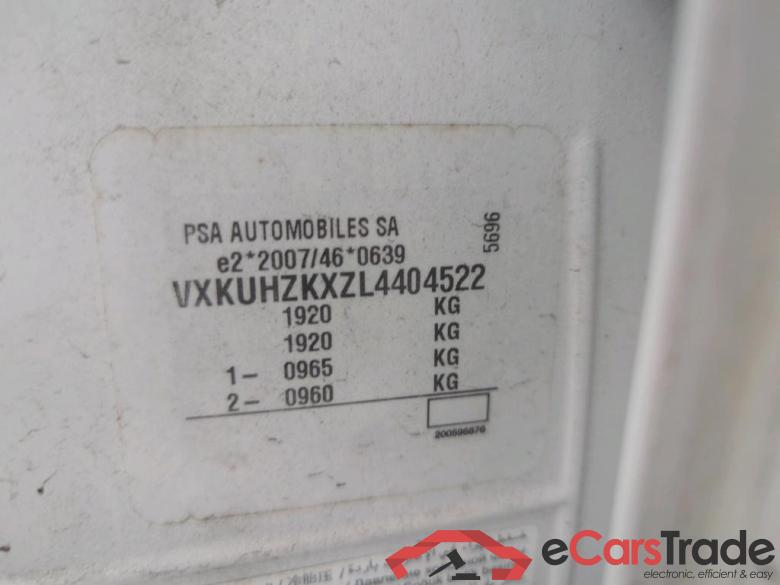 PSA AUTOMOBILES SA
5696
e2*2007/46*0639
VXKUHZKXZL4404522
1920 KG
1920 KG
1– 0965 KG
2– 0960 KG
200596876
eCarsTrade
electronic, efficient & easy